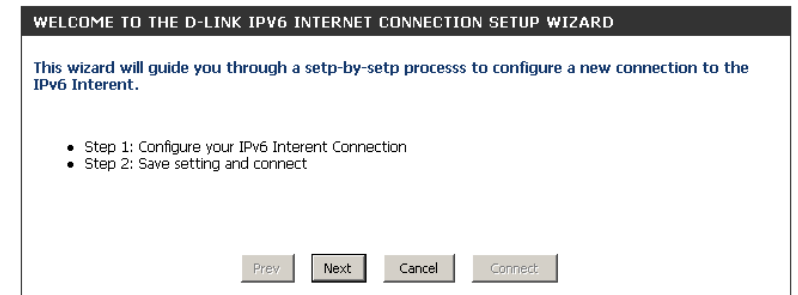 WELCOME TO THE D-LINK IPV6 INTERNET CONNECTION SETUP WIZARD
This wizard will guide you through a setp-by-setp processs to configure a new connection to the
IPv6 Interent.
• Step 1: Configure your IPv6 Interent Connection
• Step 2: Save setting and connect
Prev Next Cancel Connect